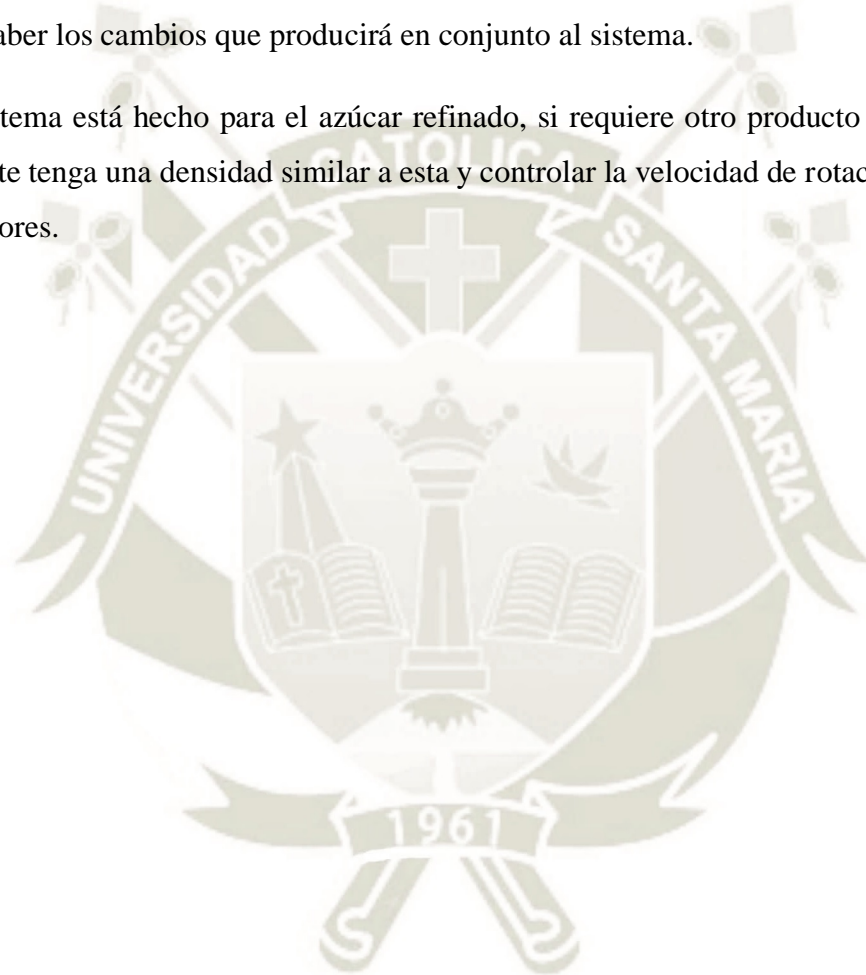 aber los cambios que producirá en conjunto al sistema.
tema está hecho para el azúcar refinado, si requiere otro producto
te tenga una densidad similar a esta y controlar la velocidad de rotac
ores.
CATOLICA
UNIVERSIDAD
SANTA MARIA
1961